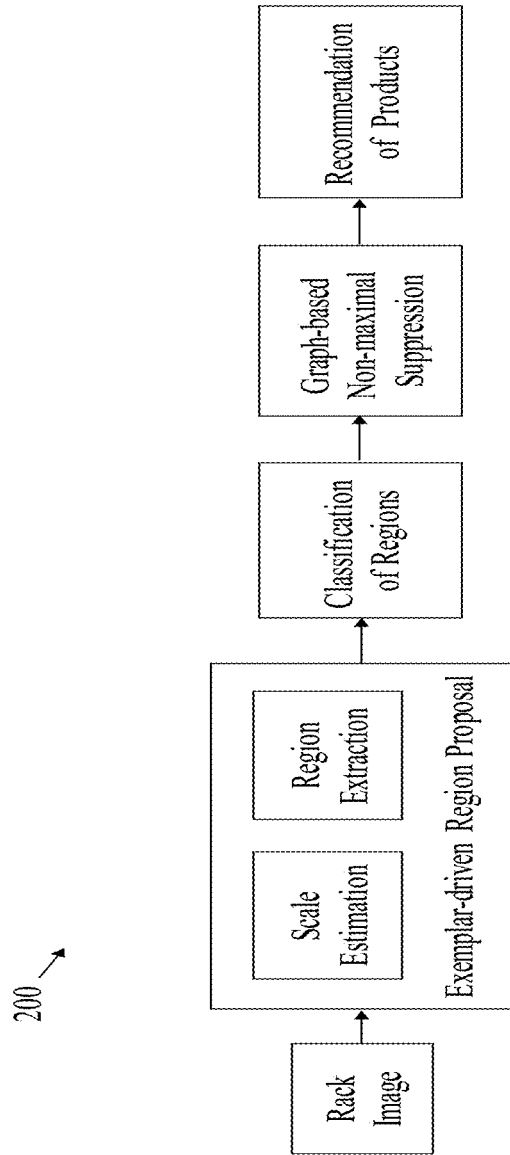 200
Rack
Image
Scale
Estimation
Region
Extraction
Exemplar-driven Region Proposal
Classification
of Regions
Graph-based
Non-maximal
Suppression
Recommendation
of Products